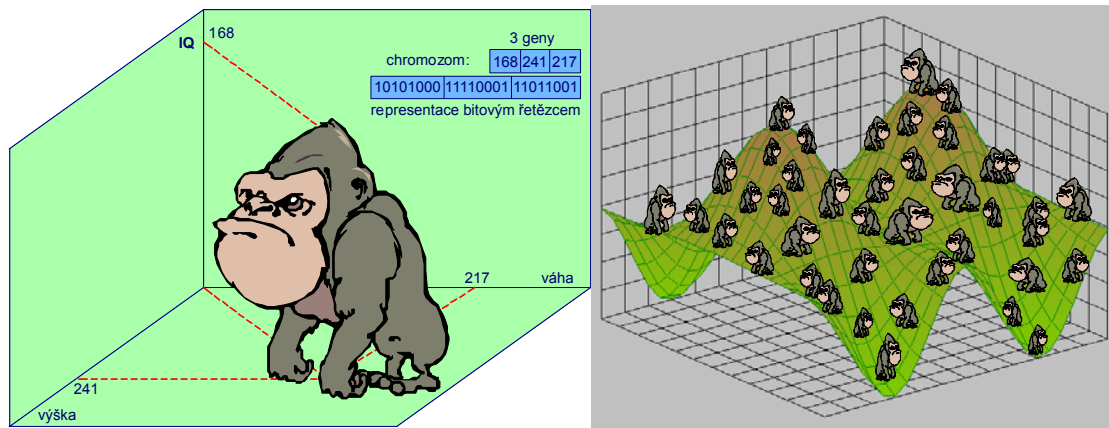 IQ
168
3 geny
chromozom: 168 241 217
10101000 11110001 11011001
representace bitovým řetězcem
217
váha
241
výška